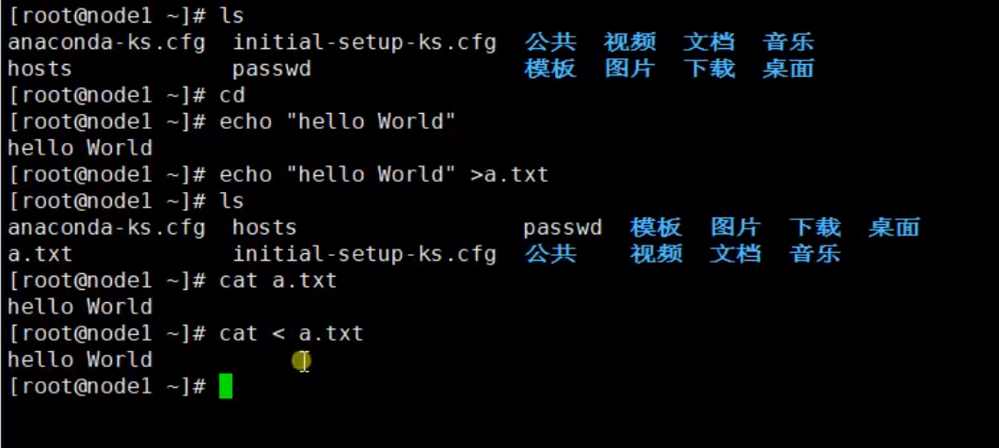 [root@node1 ~]# ls
anaconda-ks.cfg  initial-setup-ks.cfg  公共  视频  文档  音乐
hosts            passwd                模板  图片  下载  桌面
[root@node1 ~]# cd
[root@node1 ~]# echo "hello World"
hello World
[root@node1 ~]# echo "hello World" >a.txt
[root@node1 ~]# ls
anaconda-ks.cfg  hosts                 passwd  模板  图片  下载  桌面
a.txt            initial-setup-ks.cfg  公共    视频  文档  音乐
[root@node1 ~]# cat a.txt
hello World
[root@node1 ~]# cat < a.txt
hello World
[root@node1 ~]#